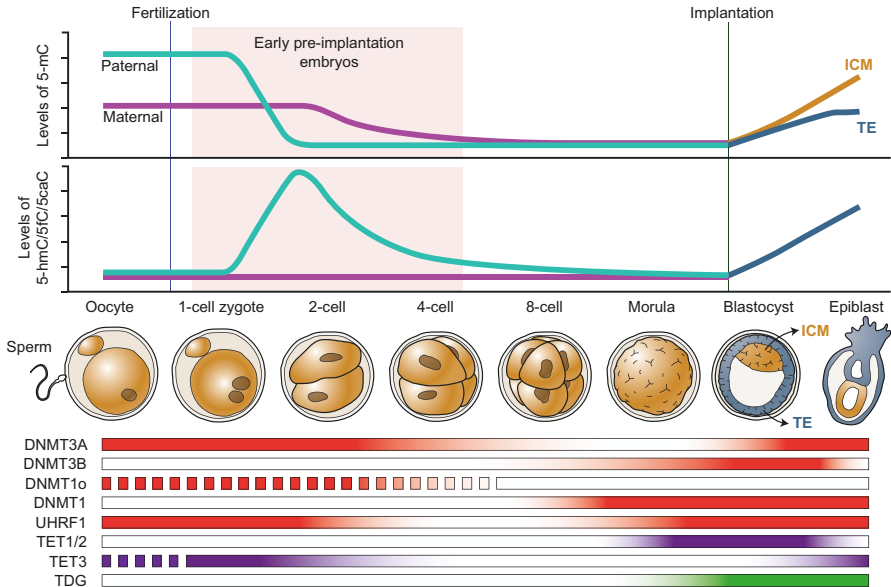 Fertilization
Implantation
Early pre-implantation
embryos
Levels of 5-mC
Paternal
Maternal
ICM
TE
Levels of
5-hmC/5fC/5caC
Oocyte
1-cell zygote
2-cell
4-cell
8-cell
Morula
Blastocyst
Epiblast
Sperm
ICM
TE
DNMT3A
DNMT3B
DNMT1o
DNMT1
UHRF1
TET1/2
TET3
TDG